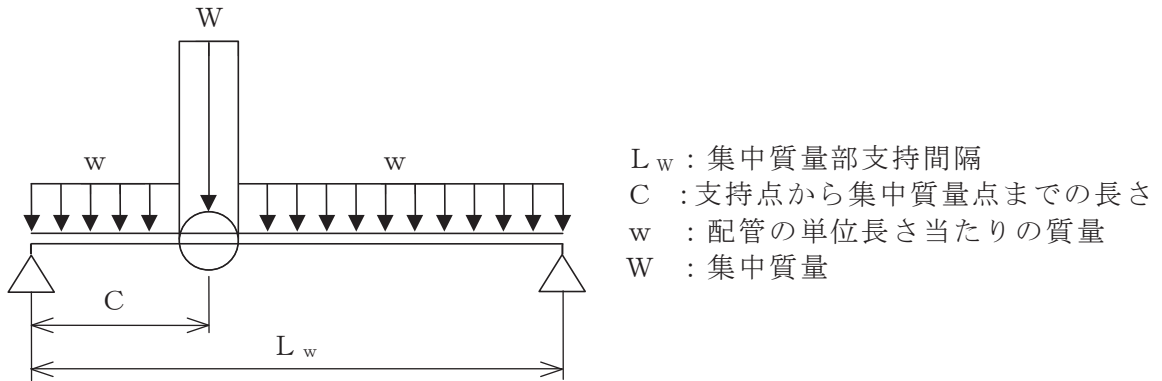 W
w w
C
L w
L w : 集中質量部支持間隔
C : 支持点から集中質量点までの長さ
w : 配管の単位長さ当たりの質量
W : 集中質量